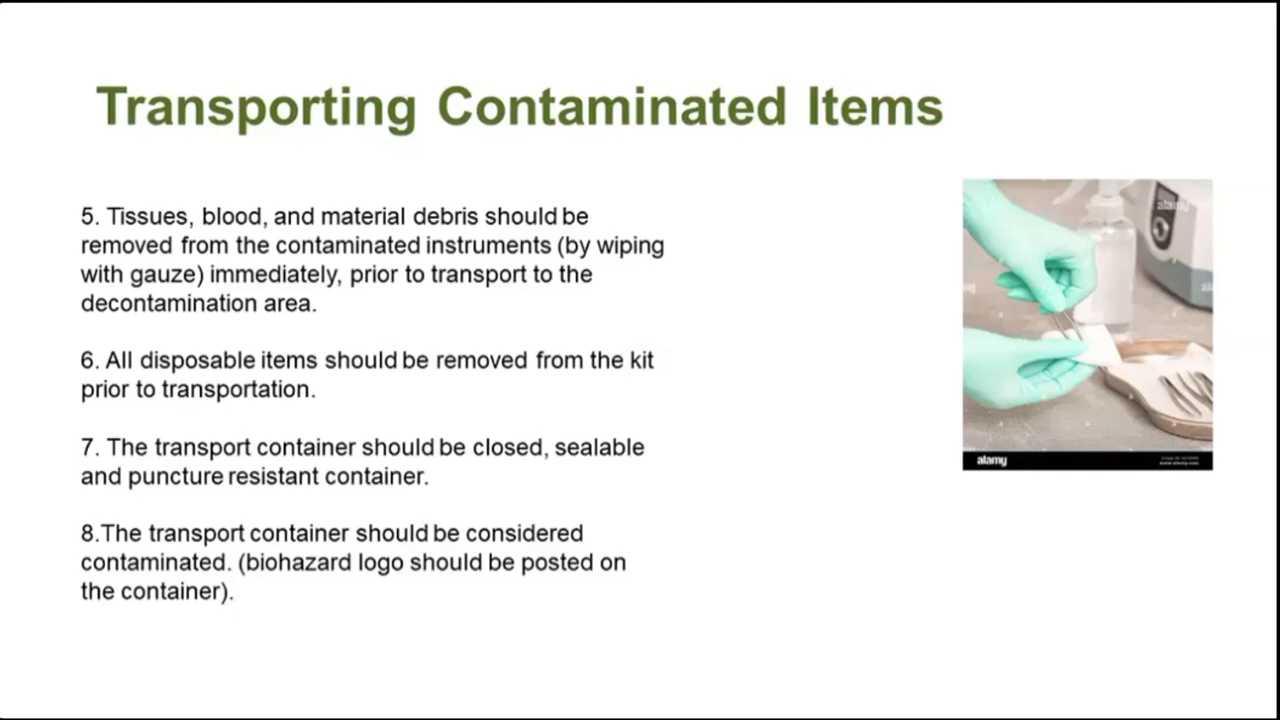 Transporting Contaminated Items
5. Tissues, blood, and material debris should be
removed from the contaminated instruments (by wiping
with gauze) immediately, prior to transport to the
decontamination area.
6. All disposable items should be removed from the kit
prior to transportation.
7. The transport container should be closed, sealable
and puncture resistant container.
8.The transport container should be considered
contaminated. (biohazard logo should be posted on
the container).
alamy
alamy